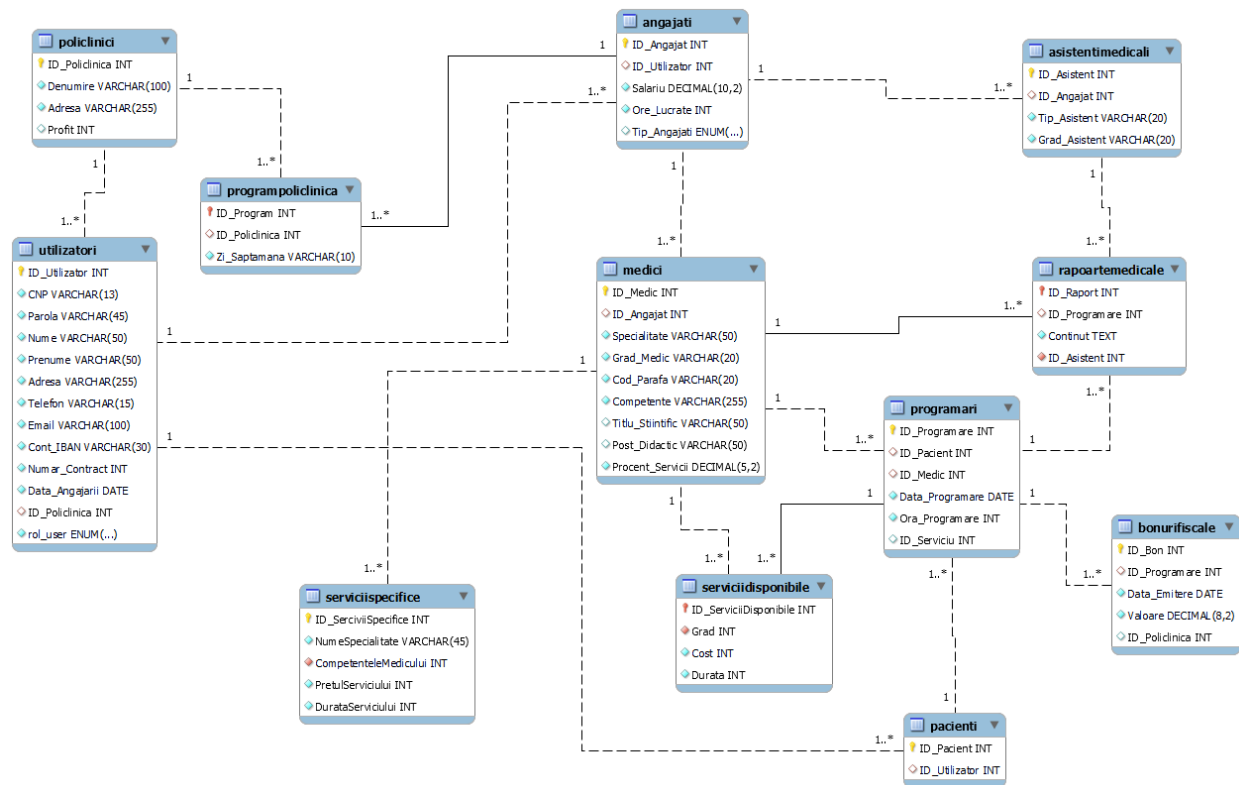 policlinici
ID_Policlinica INT
Denumire VARCHAR(100)
Adresa VARCHAR(255)
Profit INT
1
1
1..*
1..*
programpoliclinica
ID_Program INT
ID_Policlinica INT
Zi_Saptamana VARCHAR(10)
1..*
angajati
ID_Angajat INT
ID_Utilizator INT
Salariu DECIMAL(10,2)
Ore_Lucrate INT
Tip_Angajati ENUM(...)
1
1..*
1
1
1..*
asistentimedicali
ID_Asistent INT
ID_Angajat INT
Tip_Asistent VARCHAR(20)
Grad_Asistent VARCHAR(20)
1..*
1
1..*
utilizatori
ID_Utilizator INT
CNP VARCHAR(13)
Parola VARCHAR(45)
Nume VARCHAR(50)
Prenume VARCHAR(50)
Adresa VARCHAR(255)
Telefon VARCHAR(15)
Email VARCHAR(100)
Cont_IBAN VARCHAR(30)
Numar_Contract INT
Data_Angajarii DATE
ID_Policlinica INT
rol_user ENUM(...)
1
1
medici
ID_Medic INT
ID_Angajat INT
Specialitate VARCHAR(50)
Grad_Medic VARCHAR(20)
Cod_Parafa VARCHAR(20)
Competente VARCHAR(255)
Titlu_Stiintific VARCHAR(50)
Post_Didactic VARCHAR(50)
Procent_Servicii DECIMAL(5,2)
1
1
1
1
1..*
rapoartemedicale
ID_Raport INT
ID_Programare INT
Continut TEXT
ID_Asistent INT
1..*
1..*
programari
ID_Programare INT
ID_Pacient INT
ID_Medic INT
Data_Programare DATE
Ora_Programare INT
ID_Serviciu INT
1..*
1
1
1
1..*
bonurifiscale
ID_Bon INT
ID_Programare INT
Data_Emitere DATE
Valoare DECIMAL(8,2)
ID_Policlinica INT
1..*
1..*
1..*
1..*
serviciispecifice
ID_SerciviiSpecifice INT
NumeSpecialitate VARCHAR(45)
CompetenteleMedicului INT
PretulServiciului INT
DurataServiciului INT
serviciidisponibile
ID_ServiciiDisponibile INT
Grad INT
Cost INT
Durata INT
1
1..*
pacienti
ID_Pacient INT
ID_Utilizator INT